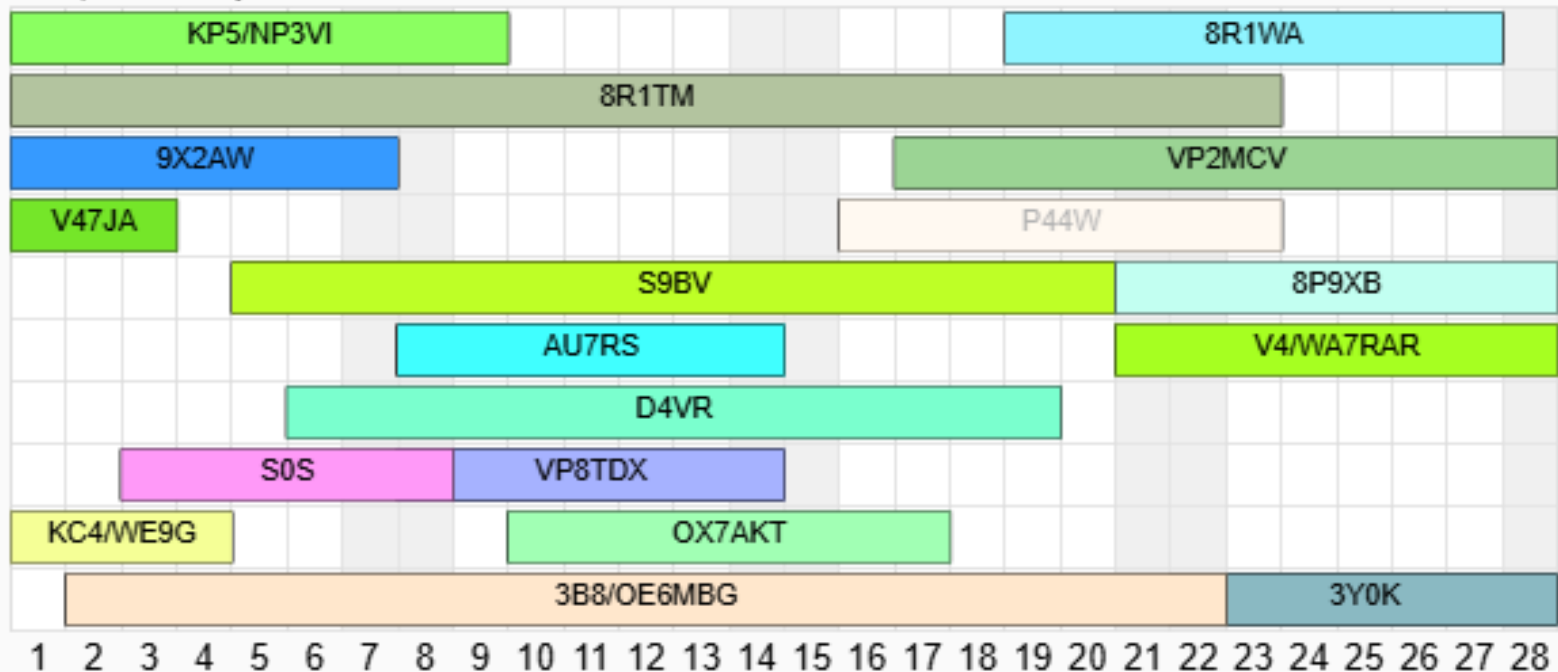 KP5/NP3VI 8R1WA
8R1TM
9X2AW VP2MCV
V47JA P44W
S9BV 8P9XB
AU7RS V4/WA7RAR
D4VR
S0S VP8TDX
KC4/WE9G OX7AKT
3B8/OE6MBG 3Y0K
1 2 3 4 5 6 7 8 9 10 11 12 13 14 15 16 17 18 19 20 21 22 23 24 25 26 27 28